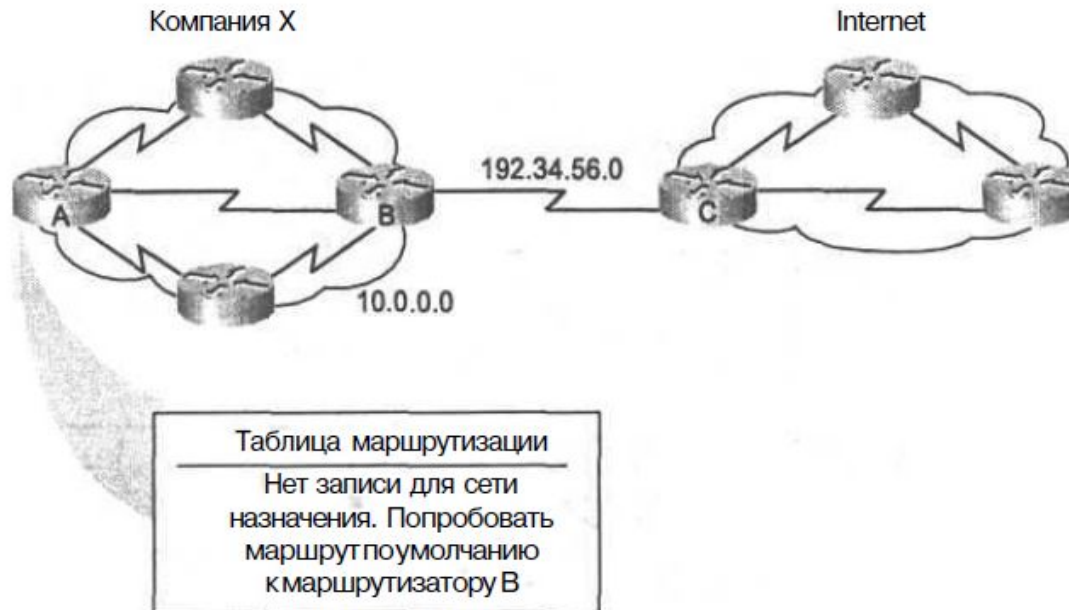 Компания X
Internet
192.34.56.0
A
B
C
10.0.0.0
Таблица маршрутизации
Нет записи для сети
назначения. Попробовать
маршрут по умолчанию
к маршрутизатору B